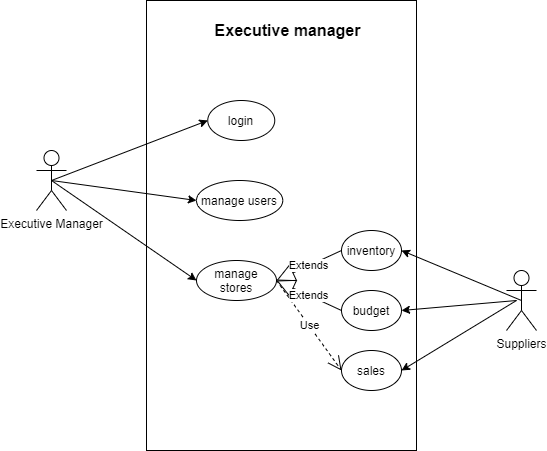 Executive manager
login
Executive Manager
manage users
manage
stores
Extends
inventory
Extends
budget
Use
sales
Suppliers